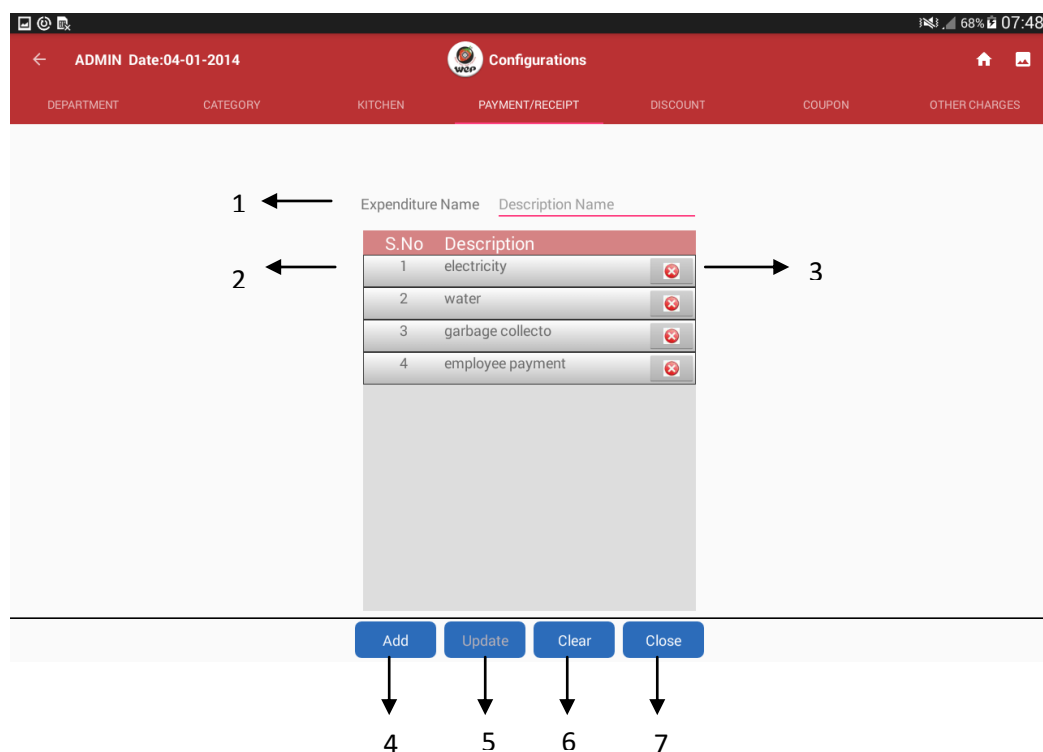 68% 07:48
ADMIN Date:04-01-2014 wep Configurations
DEPARTMENT CATEGORY KITCHEN PAYMENT/RECEIPT DISCOUNT COUPON OTHER CHARGES
1 Expenditure Name Description Name
S.No Description
2 1 electricity 3
2 water
3 garbage collecto
4 employee payment
Add Update Clear Close
4 5 6 7